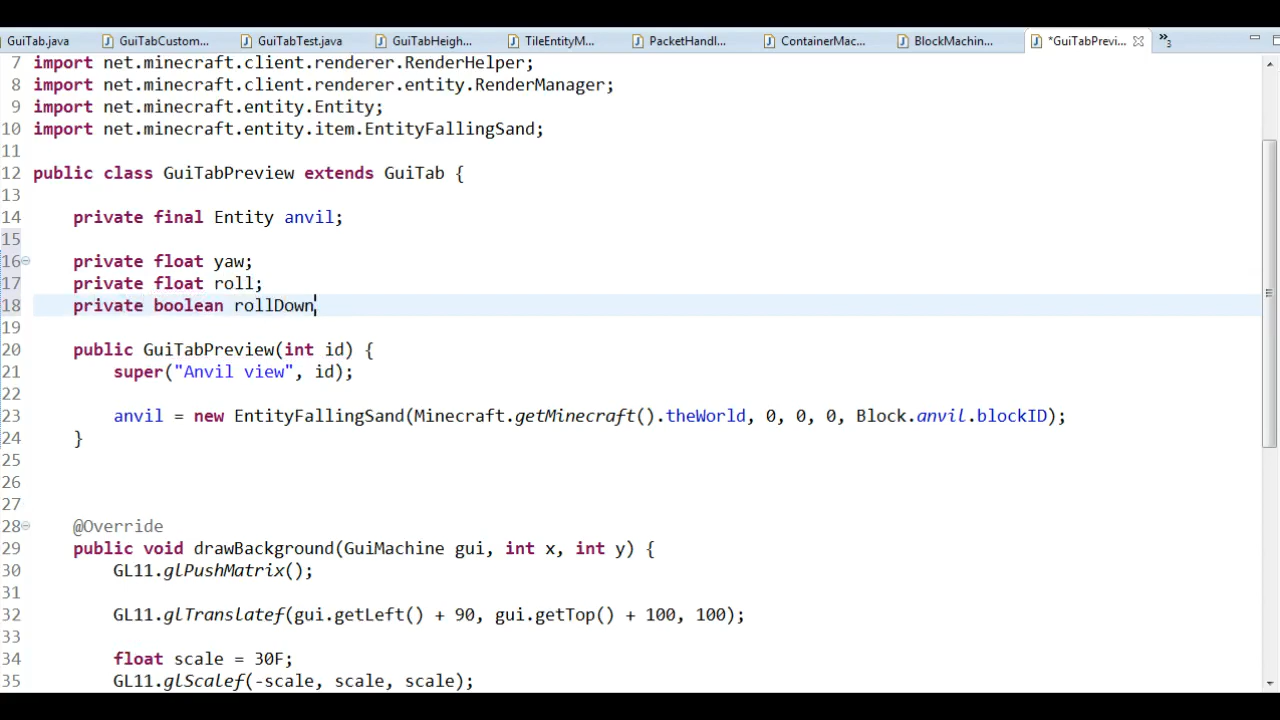 GuiTab.java GuiTabCustom... GuiTabTest.java GuiTabHeigh... TileEntityM... PacketHandl... ContainerMac... BlockMachin... *GuiTabPrevi... »3
7 import net.minecraft.client.renderer.RenderHelper;
8 import net.minecraft.client.renderer.entity.RenderManager;
9 import net.minecraft.entity.Entity;
10 import net.minecraft.entity.item.EntityFallingSand;
11
12 public class GuiTabPreview extends GuiTab {
13
14 private final Entity anvil;
15
16 private float yaw;
17 private float roll;
18 private boolean rollDown
19
20 public GuiTabPreview(int id) {
21 super("Anvil view", id);
22
23 anvil = new EntityFallingSand(Minecraft.getMinecraft().theWorld, 0, 0, 0, Block.anvil.blockID);
24 }
25
26
27
28 @Override
29 public void drawBackground(GuiMachine gui, int x, int y) {
30 GL11.glPushMatrix();
31
32 GL11.glTranslatef(gui.getLeft() + 90, gui.getTop() + 100, 100);
33
34 float scale = 30F;
35 GL11.glScalef(-scale, scale, scale);